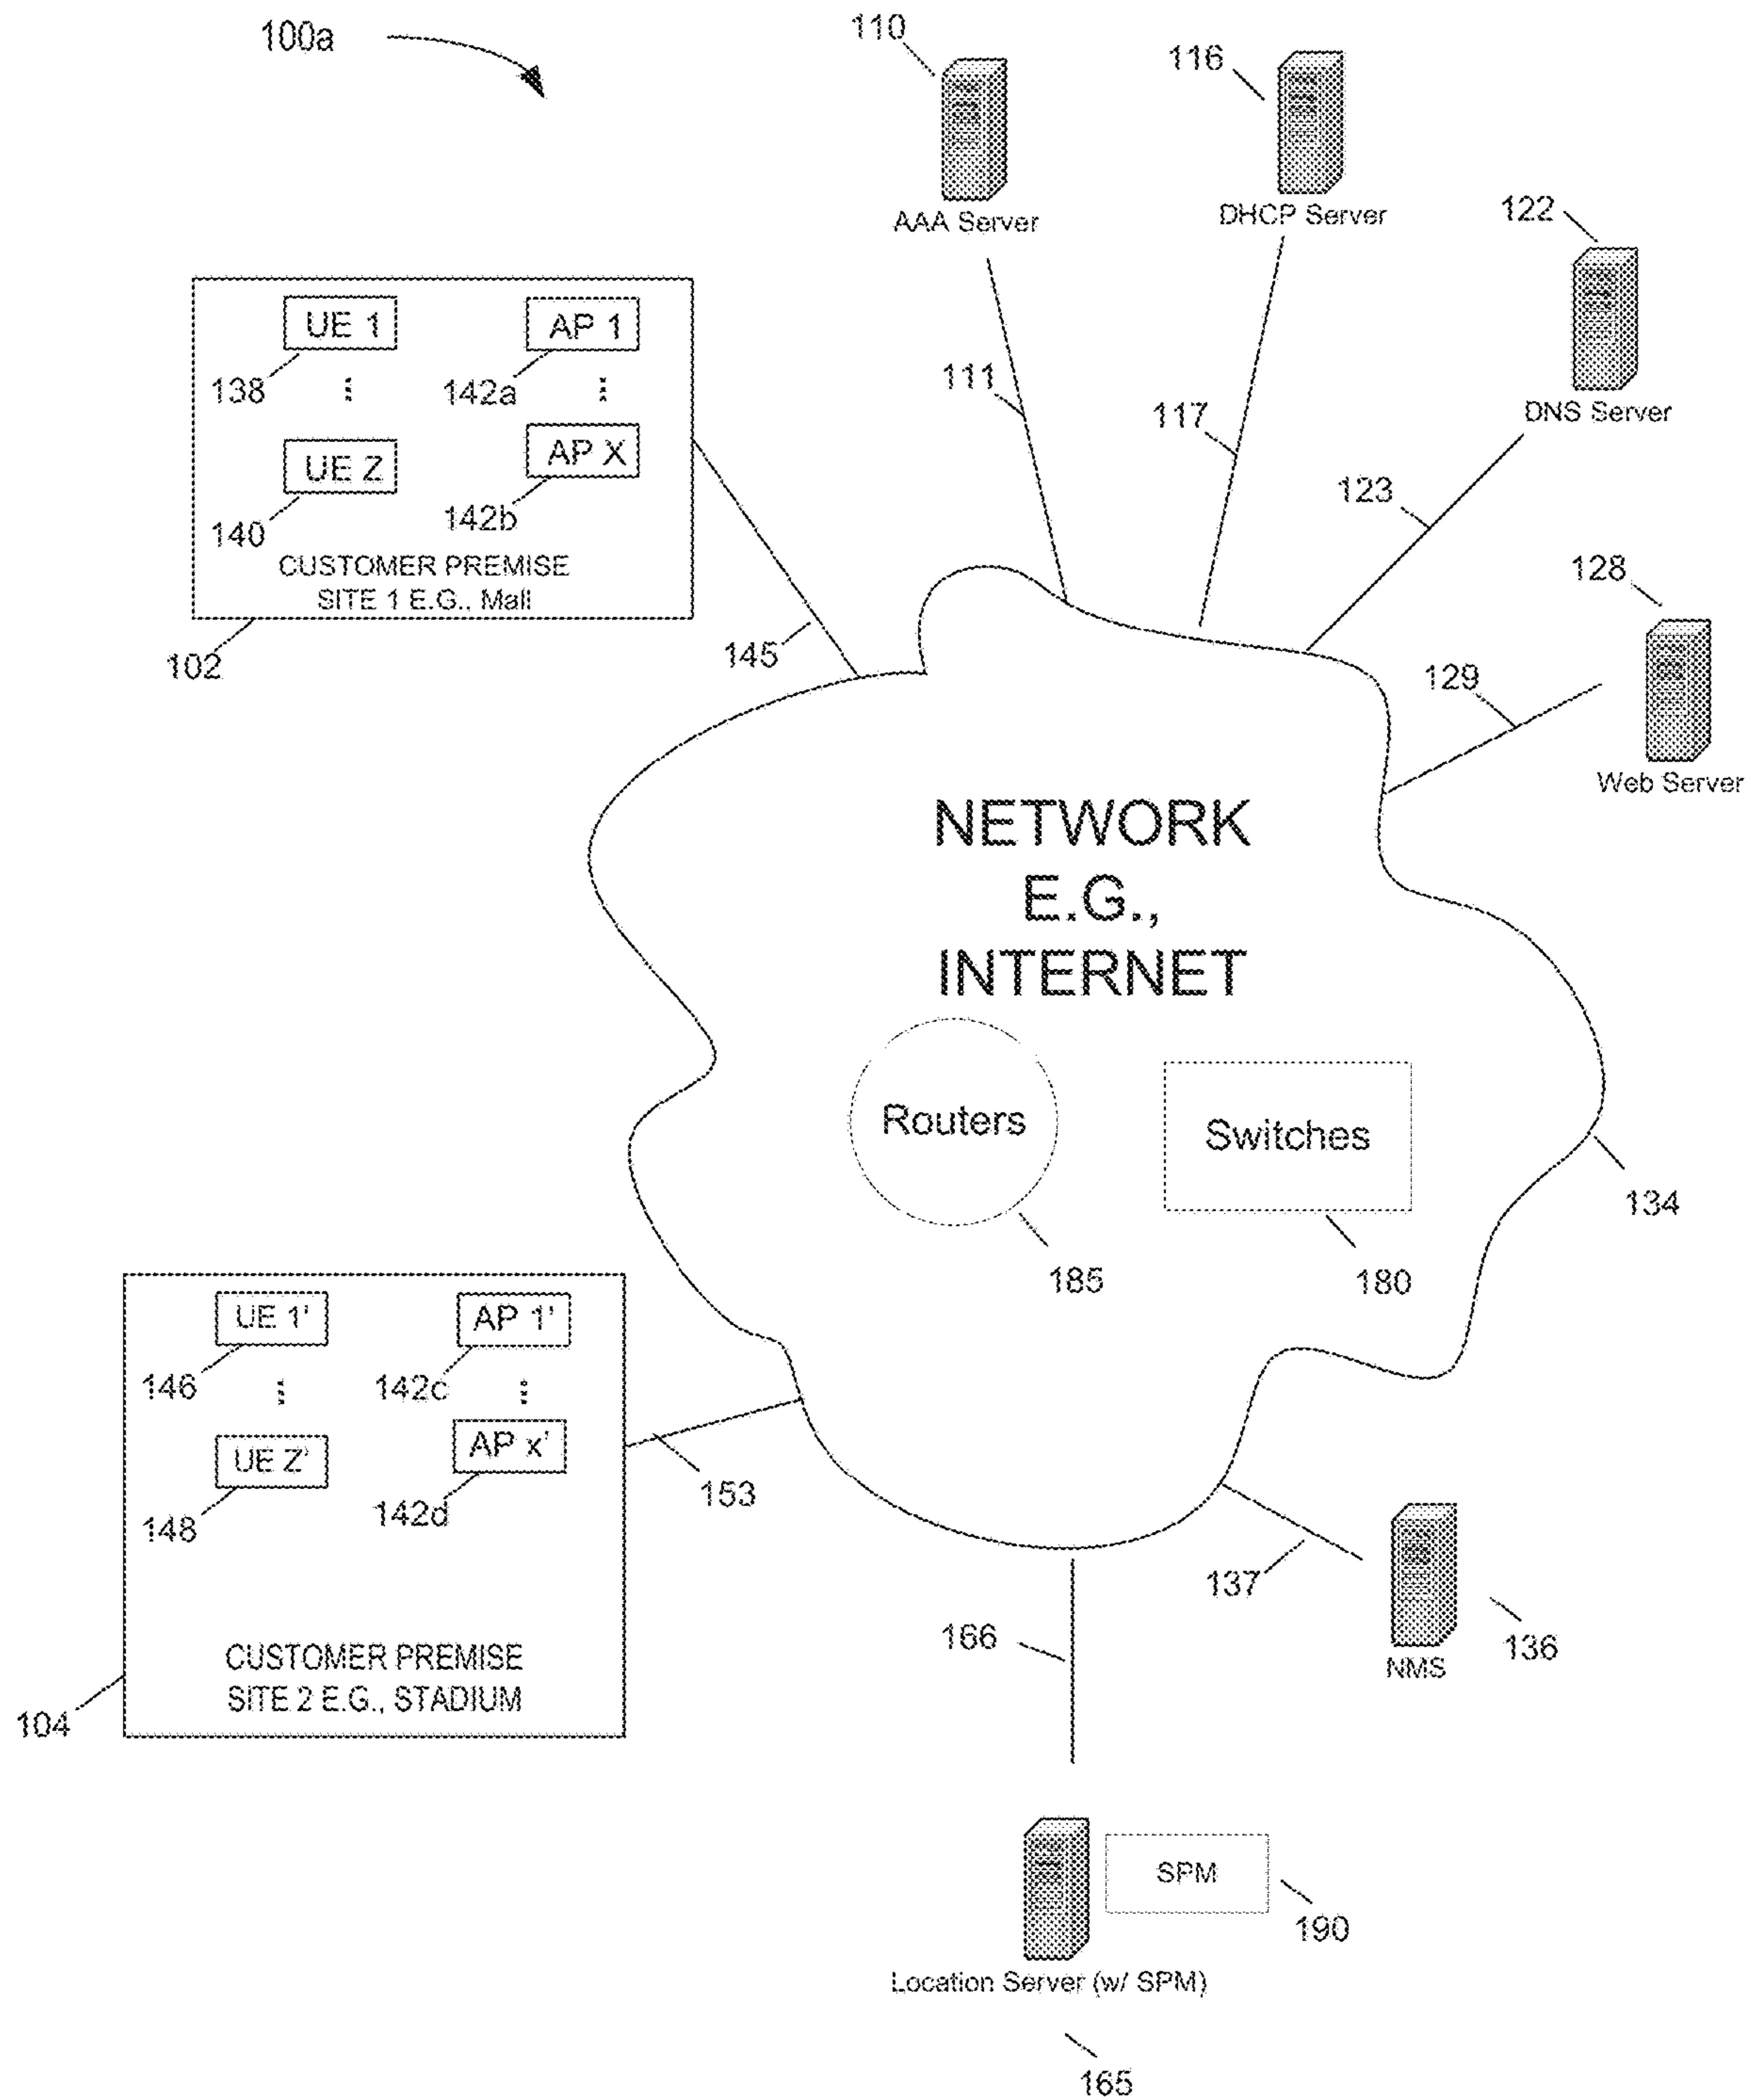 100a
110
116
AAA Server
DHCP Server
122
DNS Server
UE 1
AP 1
138
⋮
142a
⋮
UE Z
AP X
140
142b
CUSTOMER PREMISE
SITE 1 E.G., Mall
102
111
117
123
128
145
129
Web Server
NETWORK
E.G.,
INTERNET
Routers
Switches
134
185
180
UE 1'
AP 1'
146
⋮
142c
⋮
UE Z'
AP x'
148
142d
153
CUSTOMER PREMISE
SITE 2 E.G., STADIUM
104
137
136
NMS
166
SPM
190
Location Server (w/ SPM)
165